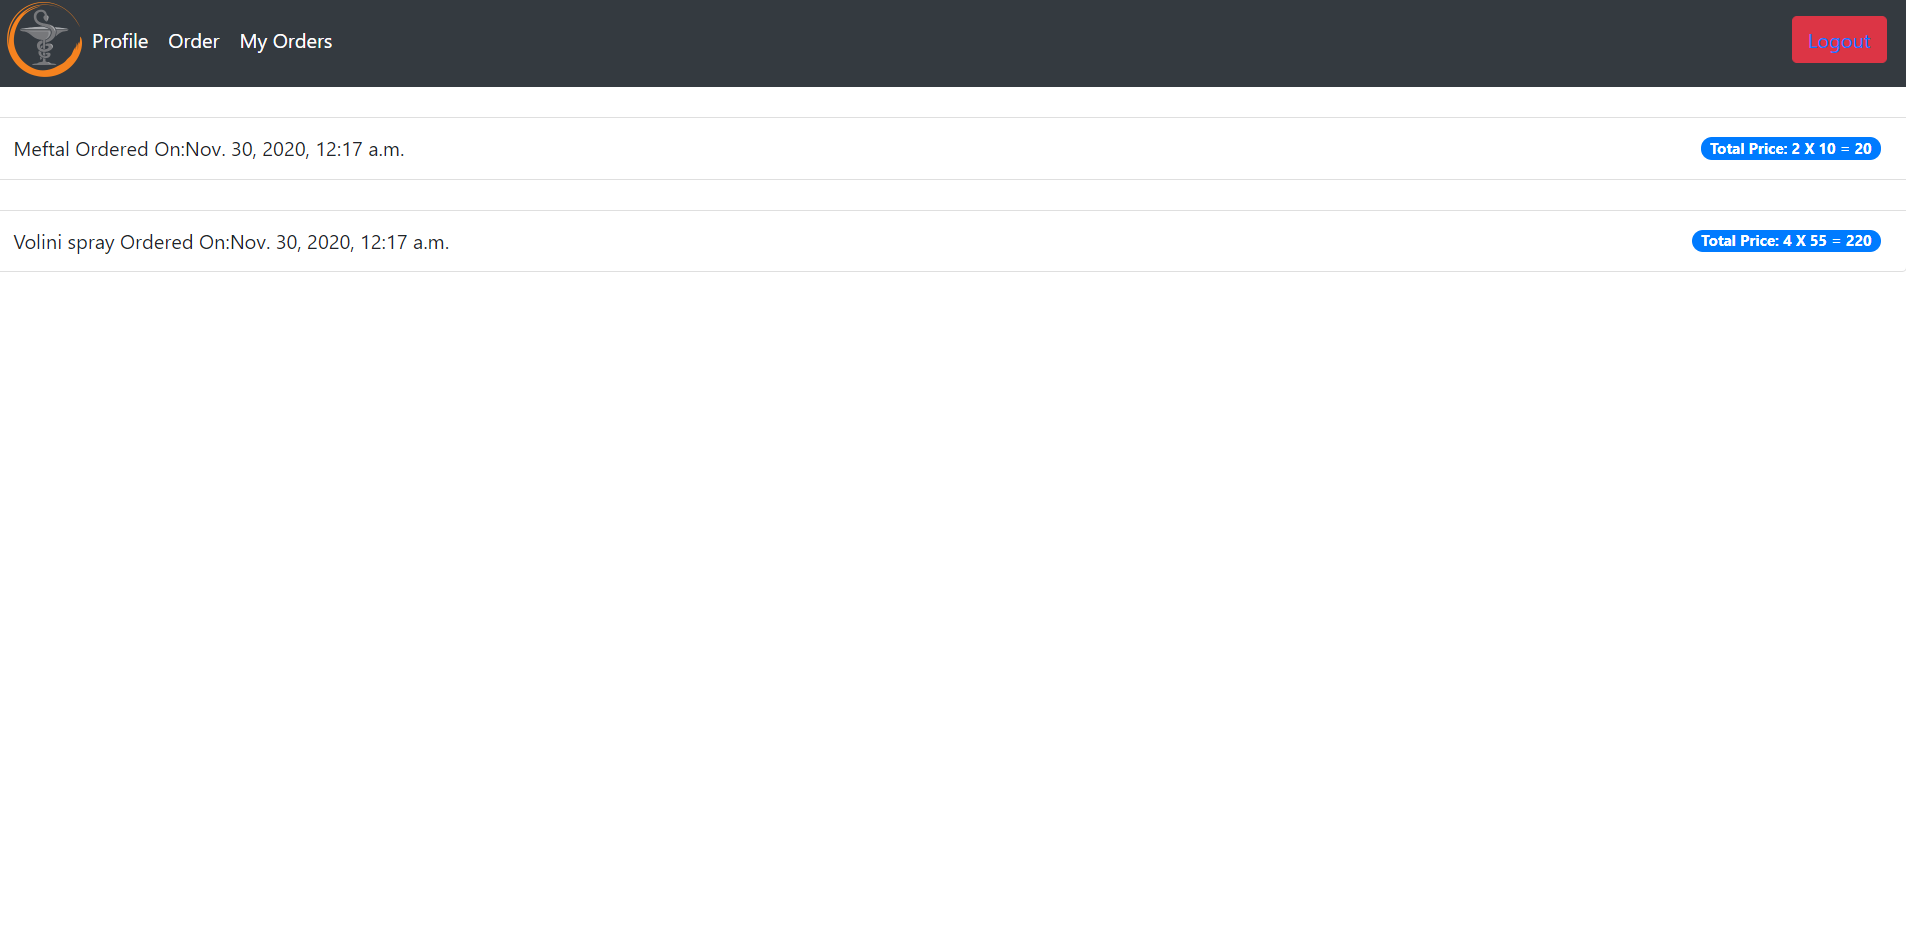 Profile Order My Orders Logout
Meftal Ordered On:Nov. 30, 2020, 12:17 a.m. Total Price: 2 X 10 = 20
Volini spray Ordered On:Nov. 30, 2020, 12:17 a.m. Total Price: 4 X 55 = 220